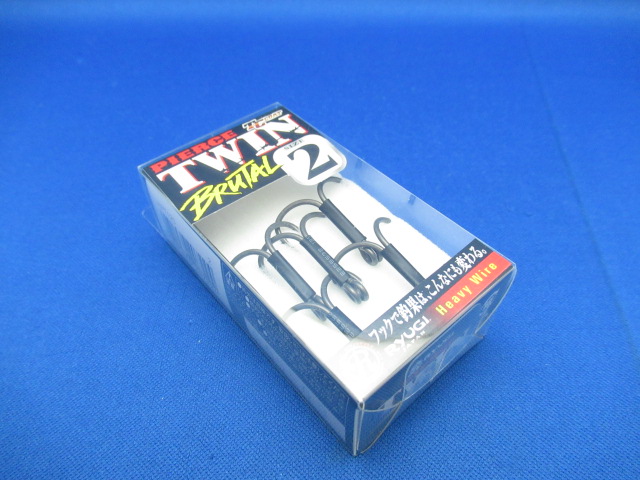 PIERCE
TWIN
BRUTAL
SIZE
2
フックで釣果は、こんなにも変わる。
RYUGI
Heavy Wire